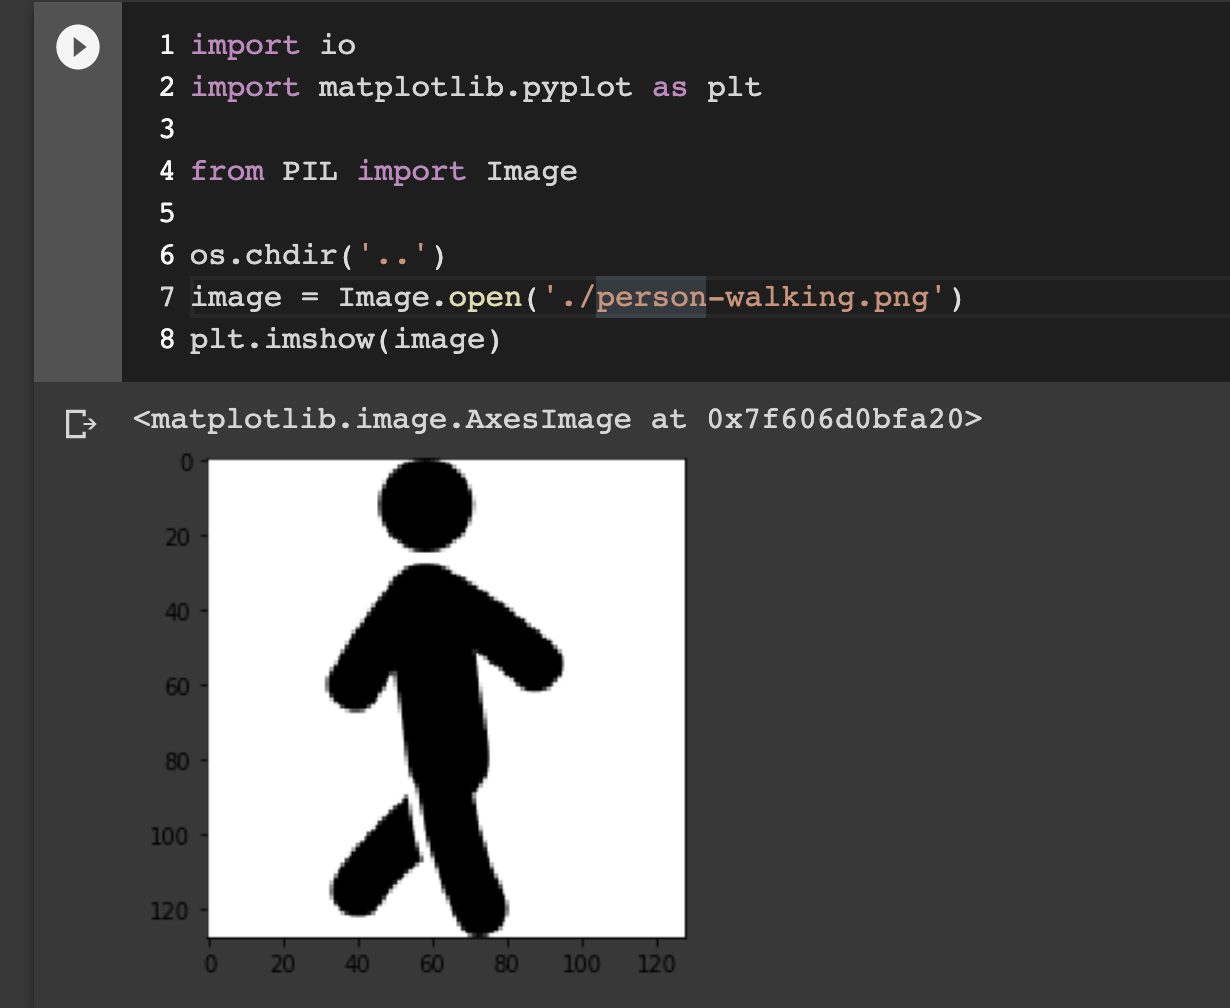 1 import io
2 import matplotlib.pyplot as plt
3
4 from PIL import Image
5
6 os.chdir('..')
7 image = Image.open('./person-walking.png')
8 plt.imshow(image)
<matplotlib.image.AxesImage at 0x7f606d0bfa20>
0
20
40
60
80
100
120
0 20 40 60 80 100 120